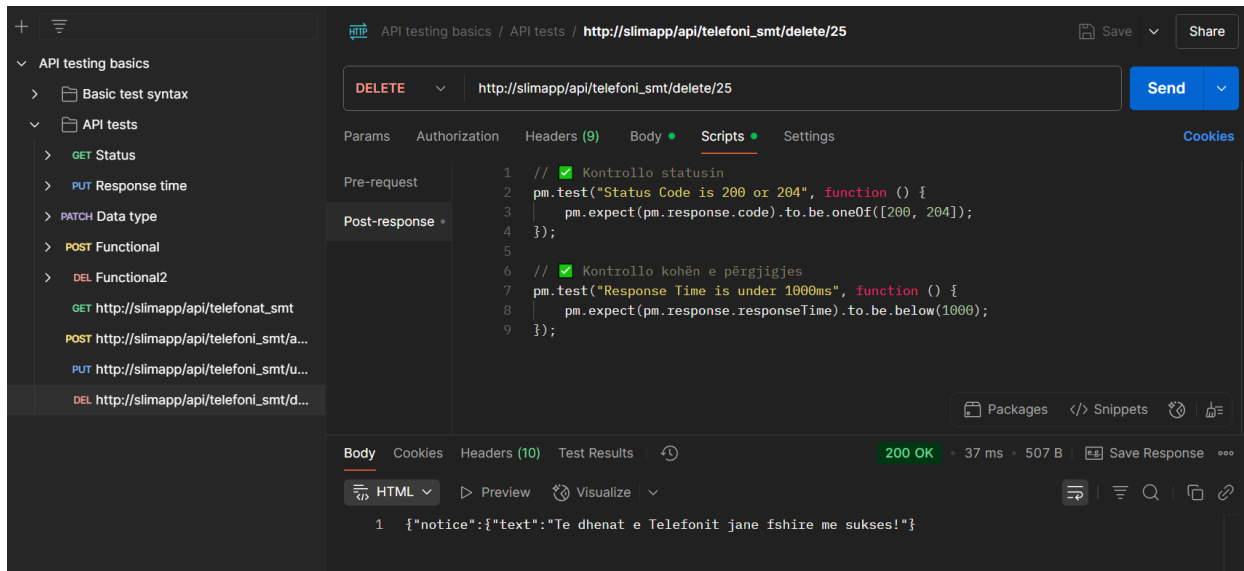 HTTP API testing basics / API tests / http://slimapp/api/telefoni_smt/delete/25 Save Share
API testing basics
Basic test syntax
API tests
GET Status
PUT Response time
PATCH Data type
POST Functional
DEL Functional2
GET http://slimapp/api/telefonat_smt
POST http://slimapp/api/telefoni_smt/a...
PUT http://slimapp/api/telefoni_smt/u...
DEL http://slimapp/api/telefoni_smt/d...
DELETE http://slimapp/api/telefoni_smt/delete/25 Send
Params Authorization Headers (9) Body Scripts Settings Cookies
Pre-request
Post-response
1 // ✅ Kontrollo statusin
2 pm.test("Status Code is 200 or 204", function () {
3 pm.expect(pm.response.code).to.be.oneOf([200, 204]);
4 });
5
6 // ✅ Kontrollo kohën e përgjigjes
7 pm.test("Response Time is under 1000ms", function () {
8 pm.expect(pm.response.responseTime).to.be.below(1000);
9 });
Packages </> Snippets
Body Cookies Headers (10) Test Results 200 OK • 37 ms • 507 B e.g. Save Response
HTML Preview Visualize
1 {"notice":{"text":"Te dhenat e Telefonit jane fshire me sukses!"}